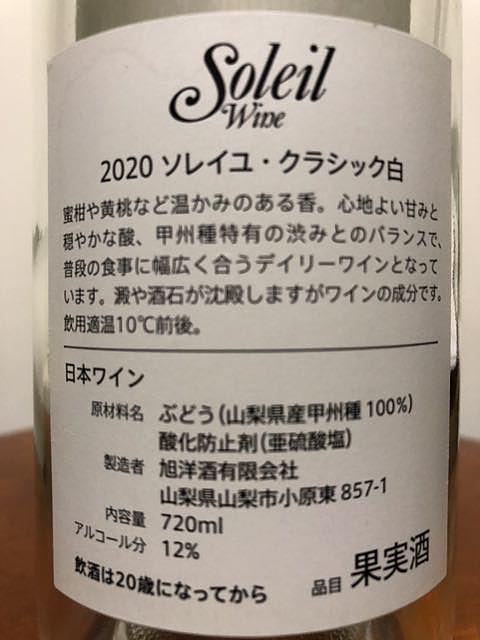 Soleil
Wine
2020 ソレイユ・クラシック白
蜜柑や黄桃など温かみのある香。心地よい甘みと
穏やかな酸、甲州種特有の渋みとのバランスで、
普段の食事に幅広く合うデイリーワインとなって
います。澱や酒石が沈殿しますがワインの成分です。
飲用適温10℃前後。
日本ワイン
原材料名 ぶどう（山梨県産甲州種100%）
酸化防止剤（亜硫酸塩）
製造者 旭洋酒有限会社
山梨県山梨市小原東857-1
内容量 720ml
アルコール分 12%
飲酒は20歳になってから 品目 果実酒